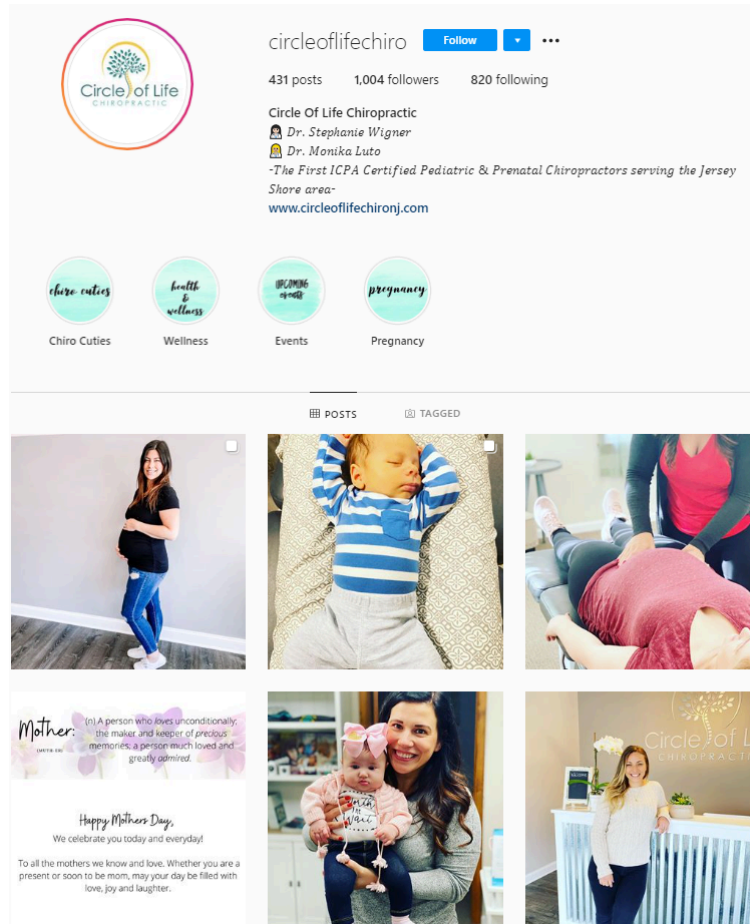 Circle of Life
CHIROPRACTIC
circleoflifechiro
Follow
431 posts 1,004 followers 820 following
Circle Of Life Chiropractic
Dr. Stephanie Wigner
Dr. Monika Luto
-The First ICPA Certified Pediatric & Prenatal Chiropractors serving the Jersey
Shore area-
www.circleoflifechironj.com
chiro cuties
health
&
wellness
UPCOMING
pregnancy
Chiro Cuties
Wellness
Events
Pregnancy
POSTS
TAGGED
Mother:
(n) A person who loves unconditionally;
the maker and keeper of precious
memories; a person much loved and
greatly admired.
Happy Mothers Day,
We celebrate you today and everyday!
To all the mothers we know and love. Whether you are a
present or soon to be mom, may your day be filled with
love, joy and laughter.
Wait
Circle of L
CHIROPRACTI
WELCOME